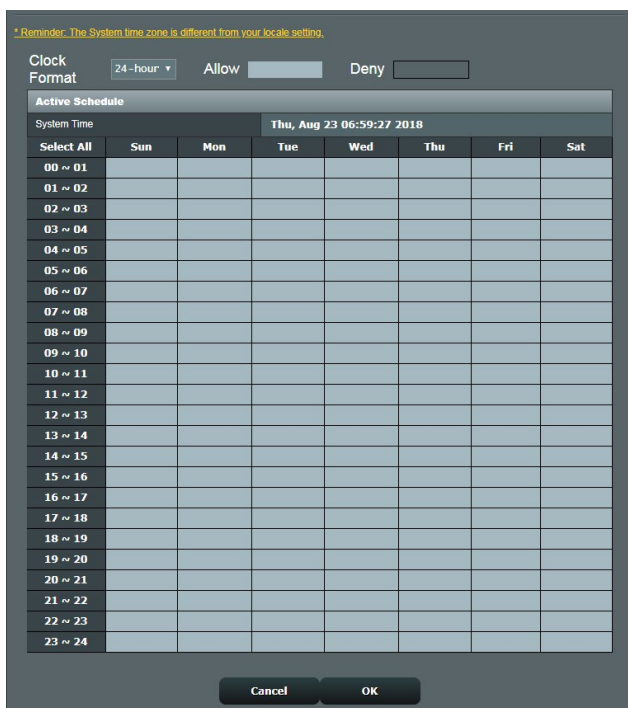 * Reminder: The System time zone is different from your locale setting.
Clock Format 24-hour Allow Deny
Active Schedule
System Time Thu, Aug 23 06:59:27 2018
Select All Sun Mon Tue Wed Thu Fri Sat
00 ~ 01
01 ~ 02
02 ~ 03
03 ~ 04
04 ~ 05
05 ~ 06
06 ~ 07
07 ~ 08
08 ~ 09
09 ~ 10
10 ~ 11
11 ~ 12
12 ~ 13
13 ~ 14
14 ~ 15
15 ~ 16
16 ~ 17
17 ~ 18
18 ~ 19
19 ~ 20
20 ~ 21
21 ~ 22
22 ~ 23
23 ~ 24
Cancel OK